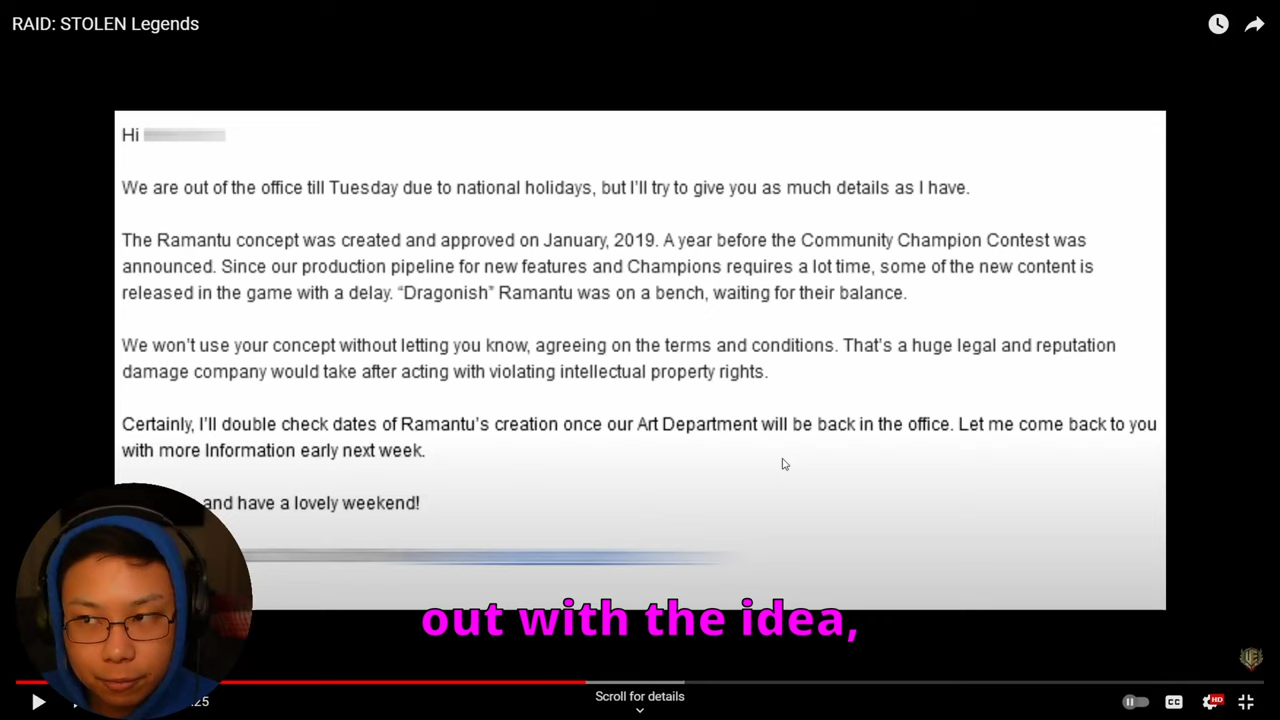 RAID: STOLEN Legends
Hi
We are out of the office till Tuesday due to national holidays, but I'll try to give you as much details as I have.
The Ramantu concept was created and approved on January, 2019. A year before the Community Champion Contest was
announced. Since our production pipeline for new features and Champions requires a lot time, some of the new content is
released in the game with a delay. “Dragonish” Ramantu was on a bench, waiting for their balance.
We won't use your concept without letting you know, agreeing on the terms and conditions. That's a huge legal and reputation
damage company would take after acting with violating intellectual property rights.
Certainly, I'll double check dates of Ramantu's creation once our Art Department will be back in the office. Let me come back to you
with more Information early next week.
and have a lovely weekend!
out with the idea,
Scroll for details
25
CC
HD